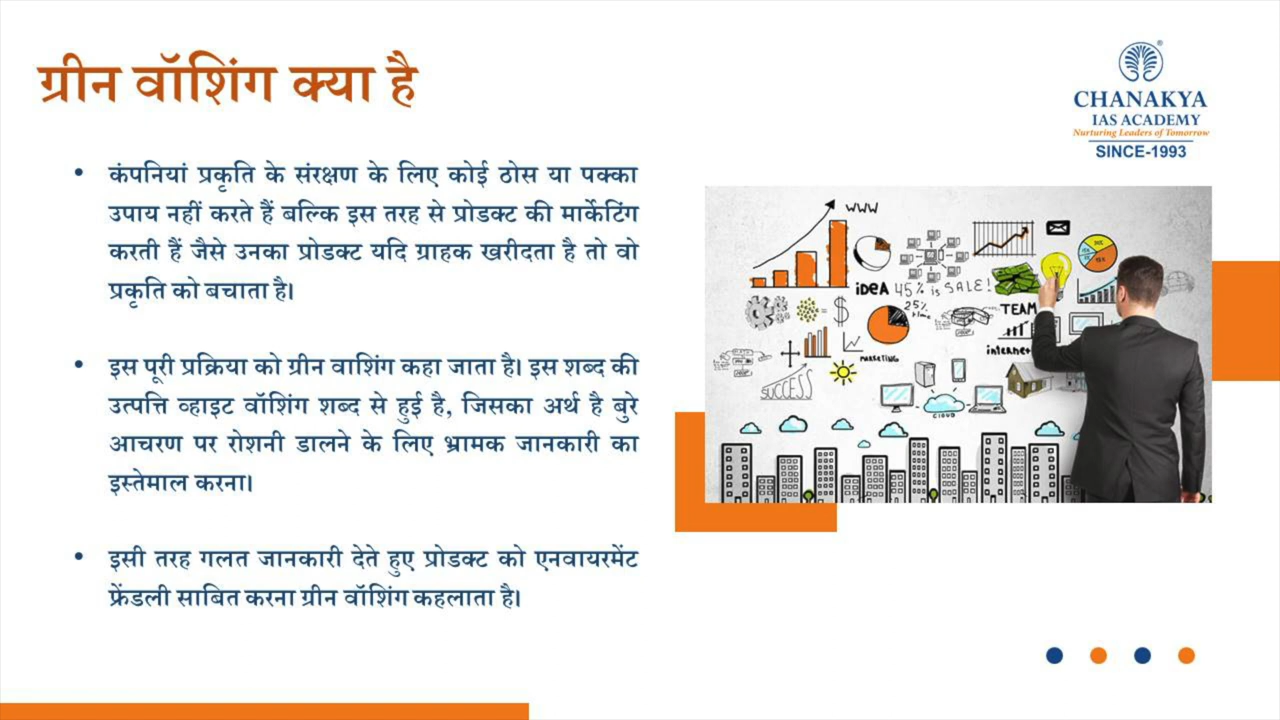 ग्रीन वॉशिंग क्या है
CHANAKYA
IAS ACADEMY
Nurturing Leaders of Tomorrow
SINCE-1993
• कंपनियां प्रकृति के संरक्षण के लिए कोई ठोस या पक्का
उपाय नहीं करते हैं बल्कि इस तरह से प्रोडक्ट की मार्केटिंग
करती हैं जैसे उनका प्रोडक्ट यदि ग्राहक खरीदता है तो वो
प्रकृति को बचाता है।
• इस पूरी प्रक्रिया को ग्रीन वाशिंग कहा जाता है। इस शब्द की
उत्पत्ति व्हाइट वॉशिंग शब्द से हुई है, जिसका अर्थ है बुरे
आचरण पर रोशनी डालने के लिए भ्रामक जानकारी का
इस्तेमाल करना।
• इसी तरह गलत जानकारी देते हुए प्रोडक्ट को एनवायरमेंट
फ्रेंडली साबित करना ग्रीन वॉशिंग कहलाता है।
WWW
iDEA 45% is SALE!
25%
time
TEAM
MARKETING
internet
SUCCESS
CLOUD